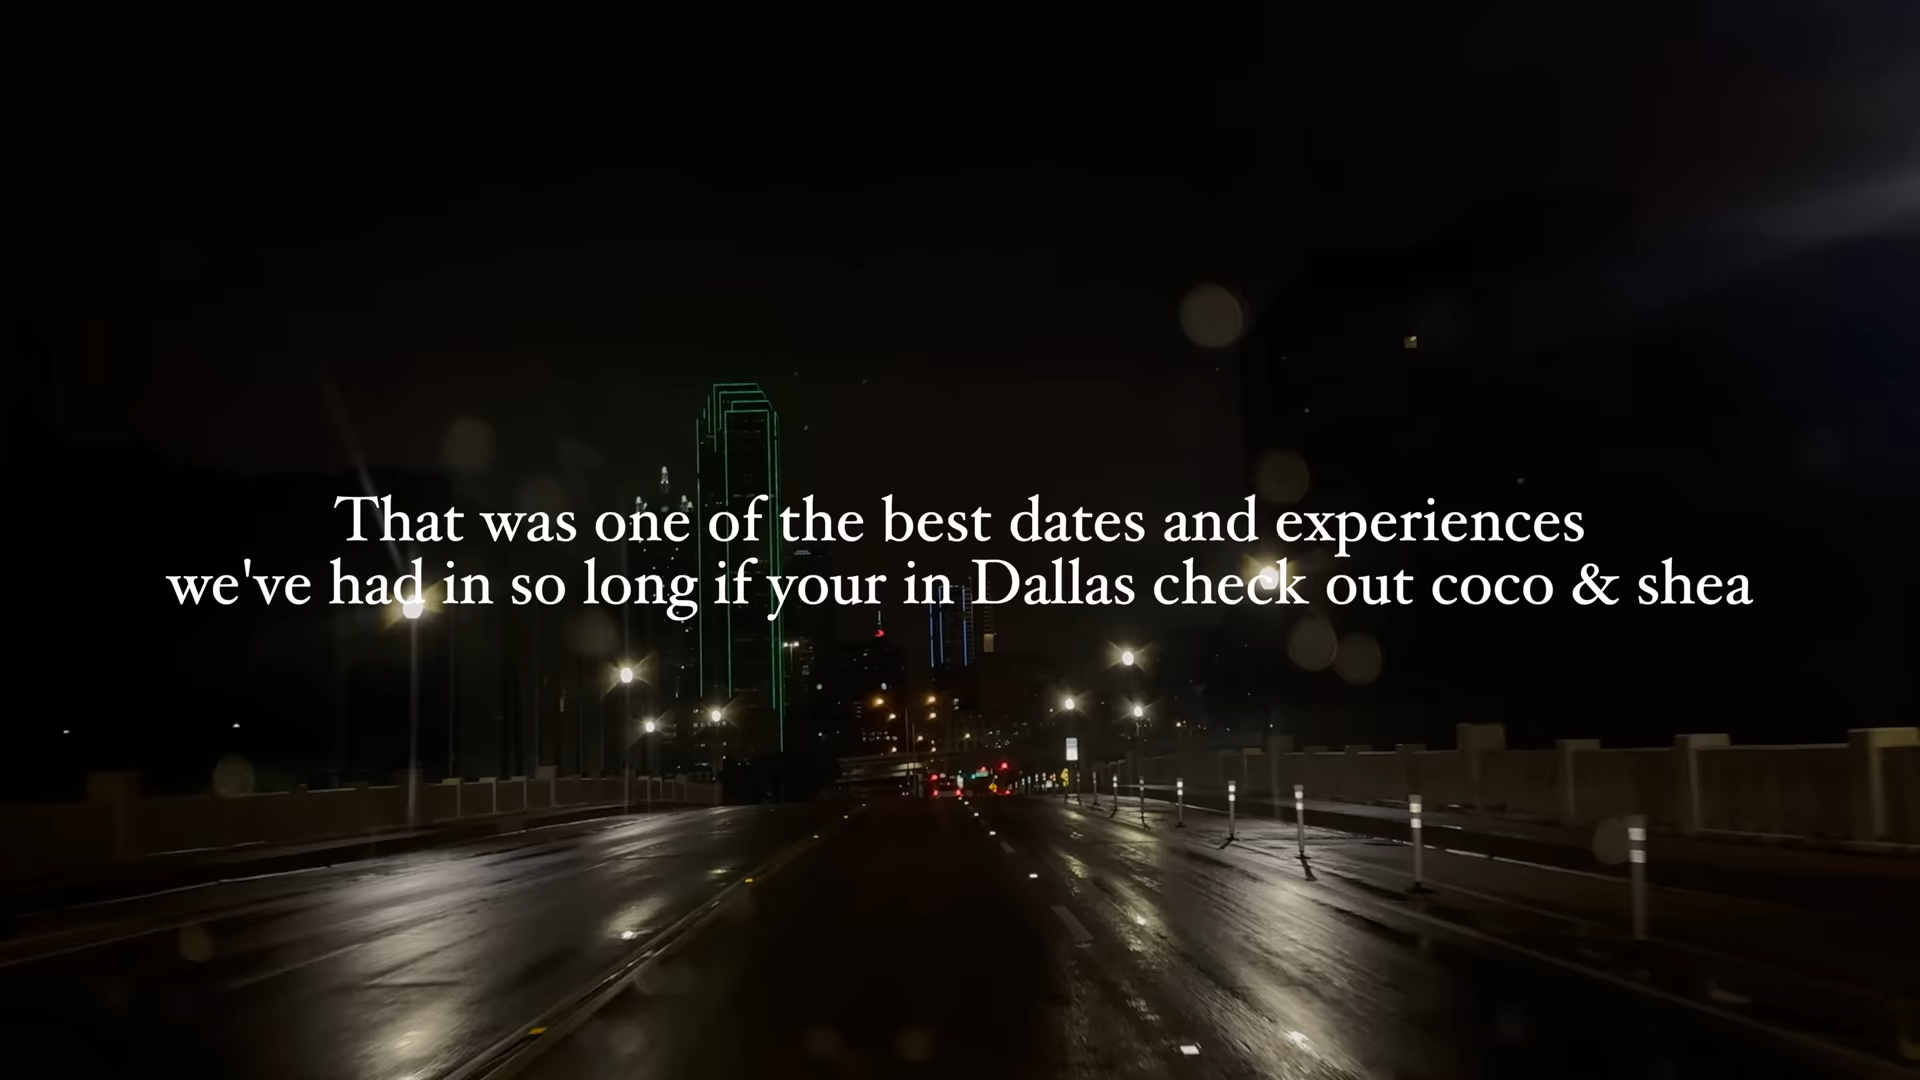 That was one of the best dates and experiences
we've had in so long if your in Dallas check out coco & shea